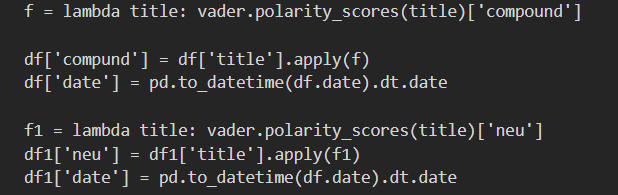 f = lambda title: vader.polarity_scores(title)['compound']
df['compund'] = df['title'].apply(f)
df['date'] = pd.to_datetime(df.date).dt.date
f1 = lambda title: vader.polarity_scores(title)['neu']
df1['neu'] = df1['title'].apply(f1)
df1['date'] = pd.to_datetime(df.date).dt.date